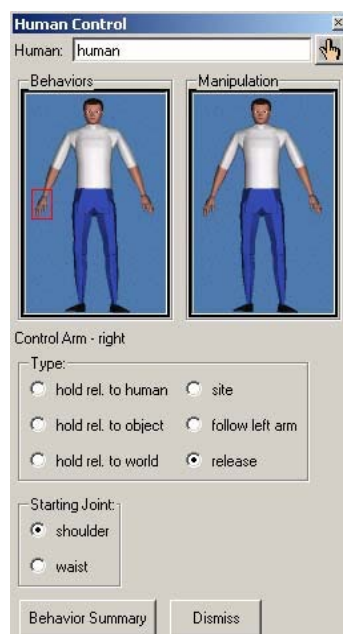 Human Control
Human: human
Behaviors Manipulation
Control Arm - right
Type:
hold rel. to human site
hold rel. to object follow left arm
hold rel. to world release
Starting Joint:
shoulder
waist
Behavior Summary Dismiss